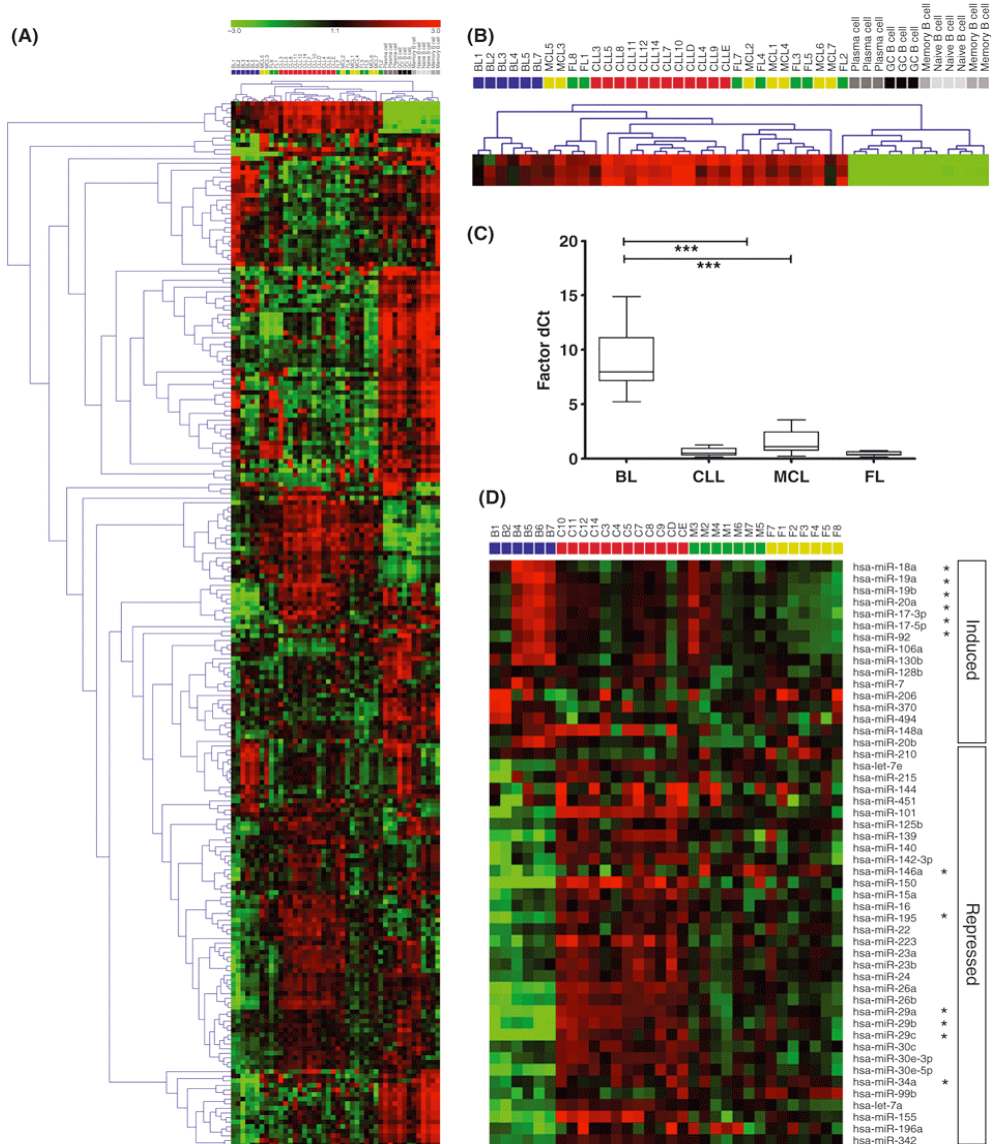 (A)
−3.0 1:1 3.0
(B)
BL1 BL2 BL3 BL4 BL5 BL7 MCL5 MCL3 FL8 FL1 CLL3 CLL5 CLL8 CLL11 CLL12 CLL14 CLL7 CLL10 CLLD CLL4 CLL9 CLLE FL7 MCL2 FL4 MCL1 MCL4 FL3 FL5 MCL6 MCL7 FL2 Plasma cell Plasma cell Plasma cell GC B cell GC B cell GC B cell Memory B cell Naive B cell Naive B cell Naive B cell Memory B cell Memory B cell
(C)
***
***
Factor dCt
20
15
10
5
0
BL CLL MCL FL
(D)
B1 B2 B4 B5 B6 B7 C10 C11 C12 C14 C3 C4 C5 C7 C8 C9 CD CE M3 M2 M4 M1 M6 M7 M5 F7 F1 F2 F3 F4 F5 F8
hsa-miR-18a *
hsa-miR-19a *
hsa-miR-19b *
hsa-miR-20a *
hsa-miR-17-3p *
hsa-miR-17-5p *
hsa-miR-92 *
hsa-miR-106a
hsa-miR-130b
hsa-miR-128b
hsa-miR-7
hsa-miR-206
hsa-miR-370
hsa-miR-494
hsa-miR-148a
hsa-miR-20b
Induced
hsa-miR-210
hsa-let-7e
hsa-miR-215
hsa-miR-144
hsa-miR-451
hsa-miR-101
hsa-miR-125b
hsa-miR-139
hsa-miR-140
hsa-miR-142-3p
hsa-miR-146a *
hsa-miR-150
hsa-miR-15a
hsa-miR-16
hsa-miR-195 *
hsa-miR-22
hsa-miR-223
hsa-miR-23a
hsa-miR-23b
hsa-miR-24
hsa-miR-26a
hsa-miR-26b
hsa-miR-29a *
hsa-miR-29b *
hsa-miR-29c *
hsa-miR-30c
hsa-miR-30e-3p
hsa-miR-30e-5p
hsa-miR-34a *
hsa-miR-99b
hsa-let-7a
hsa-miR-155
hsa-miR-196a
hsa-miR-342
Repressed